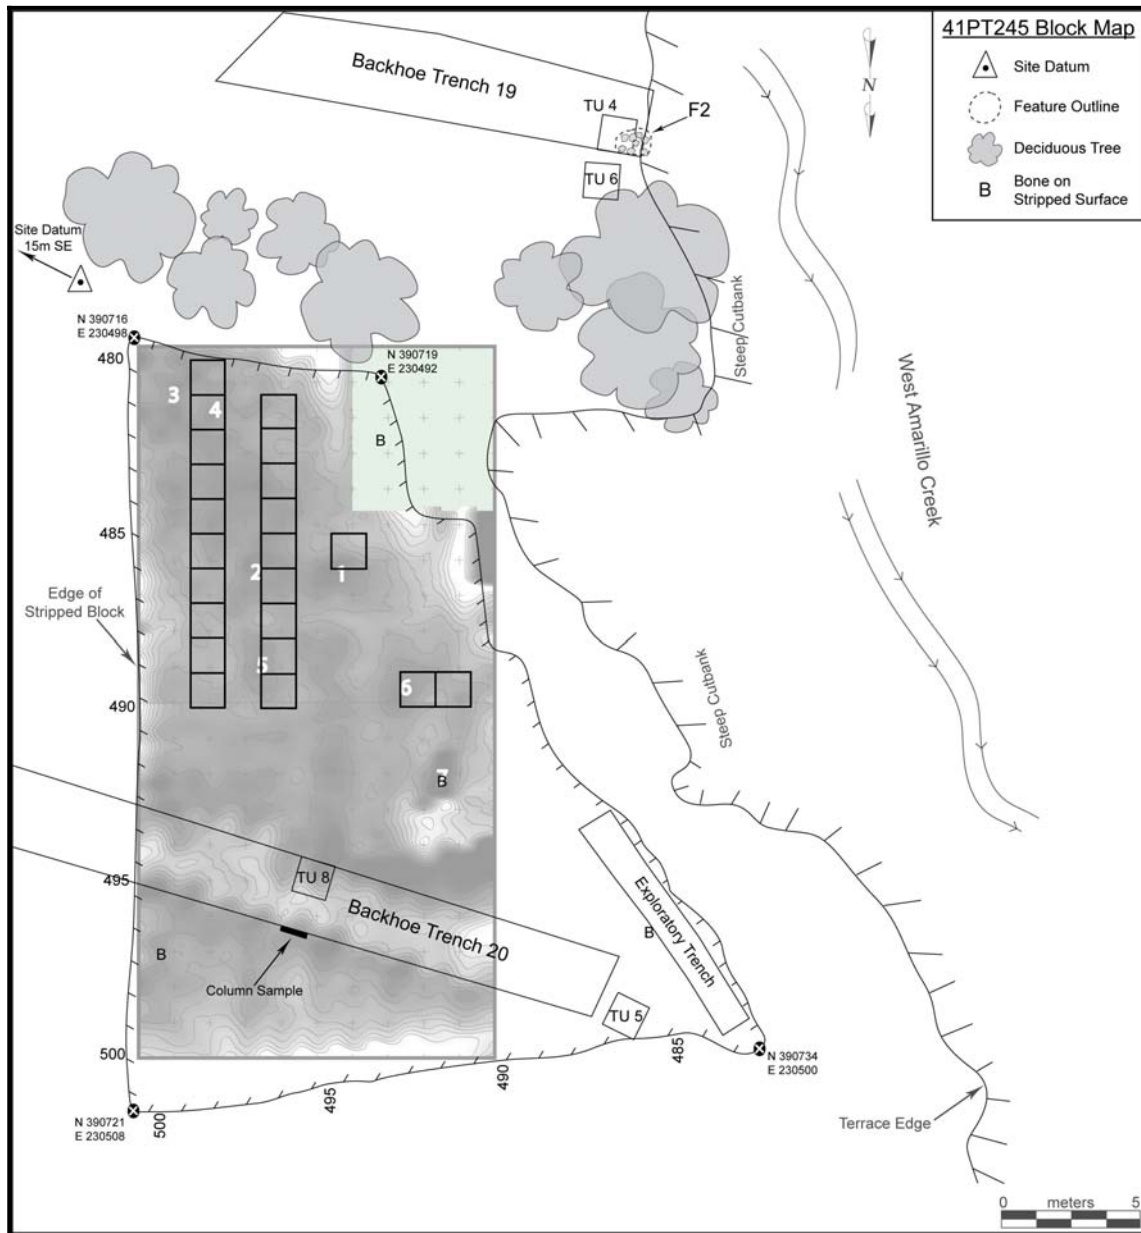 41PT245 Block Map
Site Datum
Feature Outline
Deciduous Tree
B
Bone on
Stripped Surface
N
Backhoe Trench 19
TU 4
F2
TU 6
Site Datum
15m SE
N 390716
E 230498
N 390719
E 230492
480
3
4
B
Steep Cutbank
West Amarillo Creek
485
2
1
Edge of
Stripped Block
5
6
490
Steep Cutbank
7
B
495
TU 8
Backhoe Trench 20
Exploratory Trench
B
B
Column Sample
TU 5
500
N 390734
E 230500
485
490
495
500
N 390721
E 230508
Terrace Edge
0 meters 5